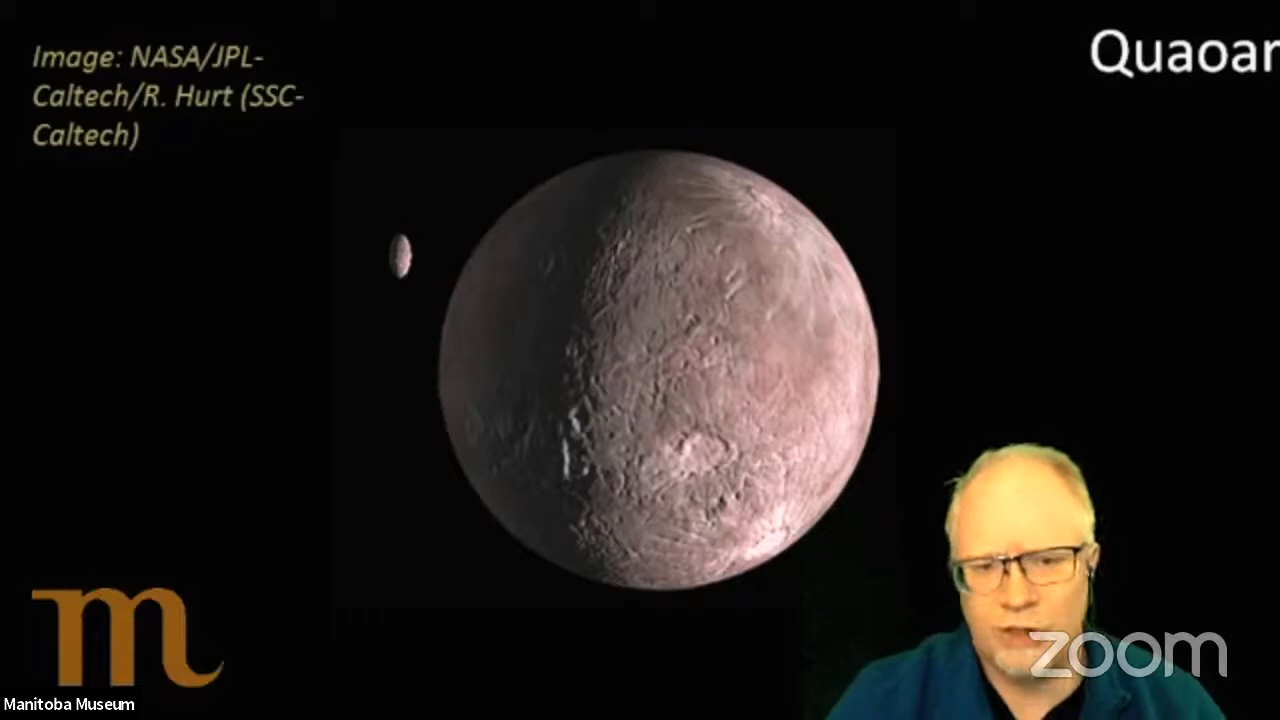 Image: NASA/JPL-
Caltech/R. Hurt (SSC-
Caltech)
Quaoar
m
Manitoba Museum
zoom